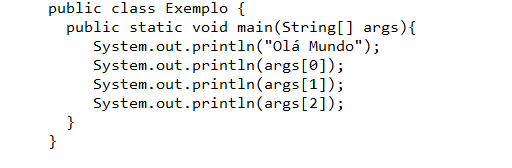 public class Exemplo {
public static void main(String[] args){
System.out.println("Olá Mundo");
System.out.println(args[0]);
System.out.println(args[1]);
System.out.println(args[2]);
}
}